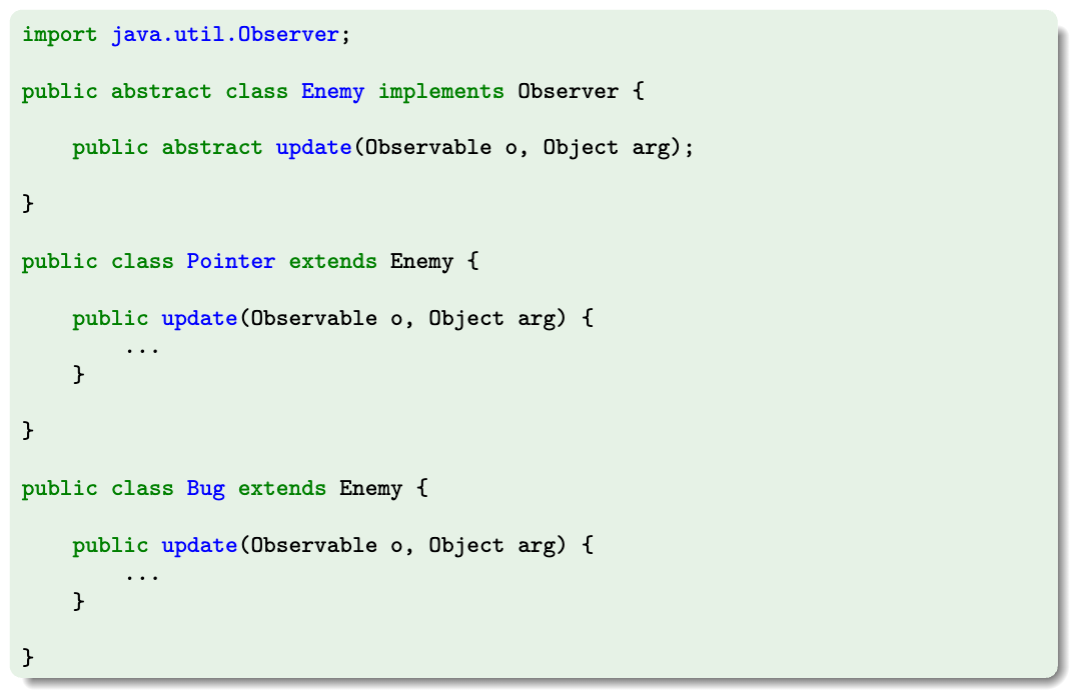 import java.util.Observer;
public abstract class Enemy implements Observer {
    public abstract update(Observable o, Object arg);
}
public class Pointer extends Enemy {
    public update(Observable o, Object arg) {
        ...
    }
}
public class Bug extends Enemy {
    public update(Observable o, Object arg) {
        ...
    }
}